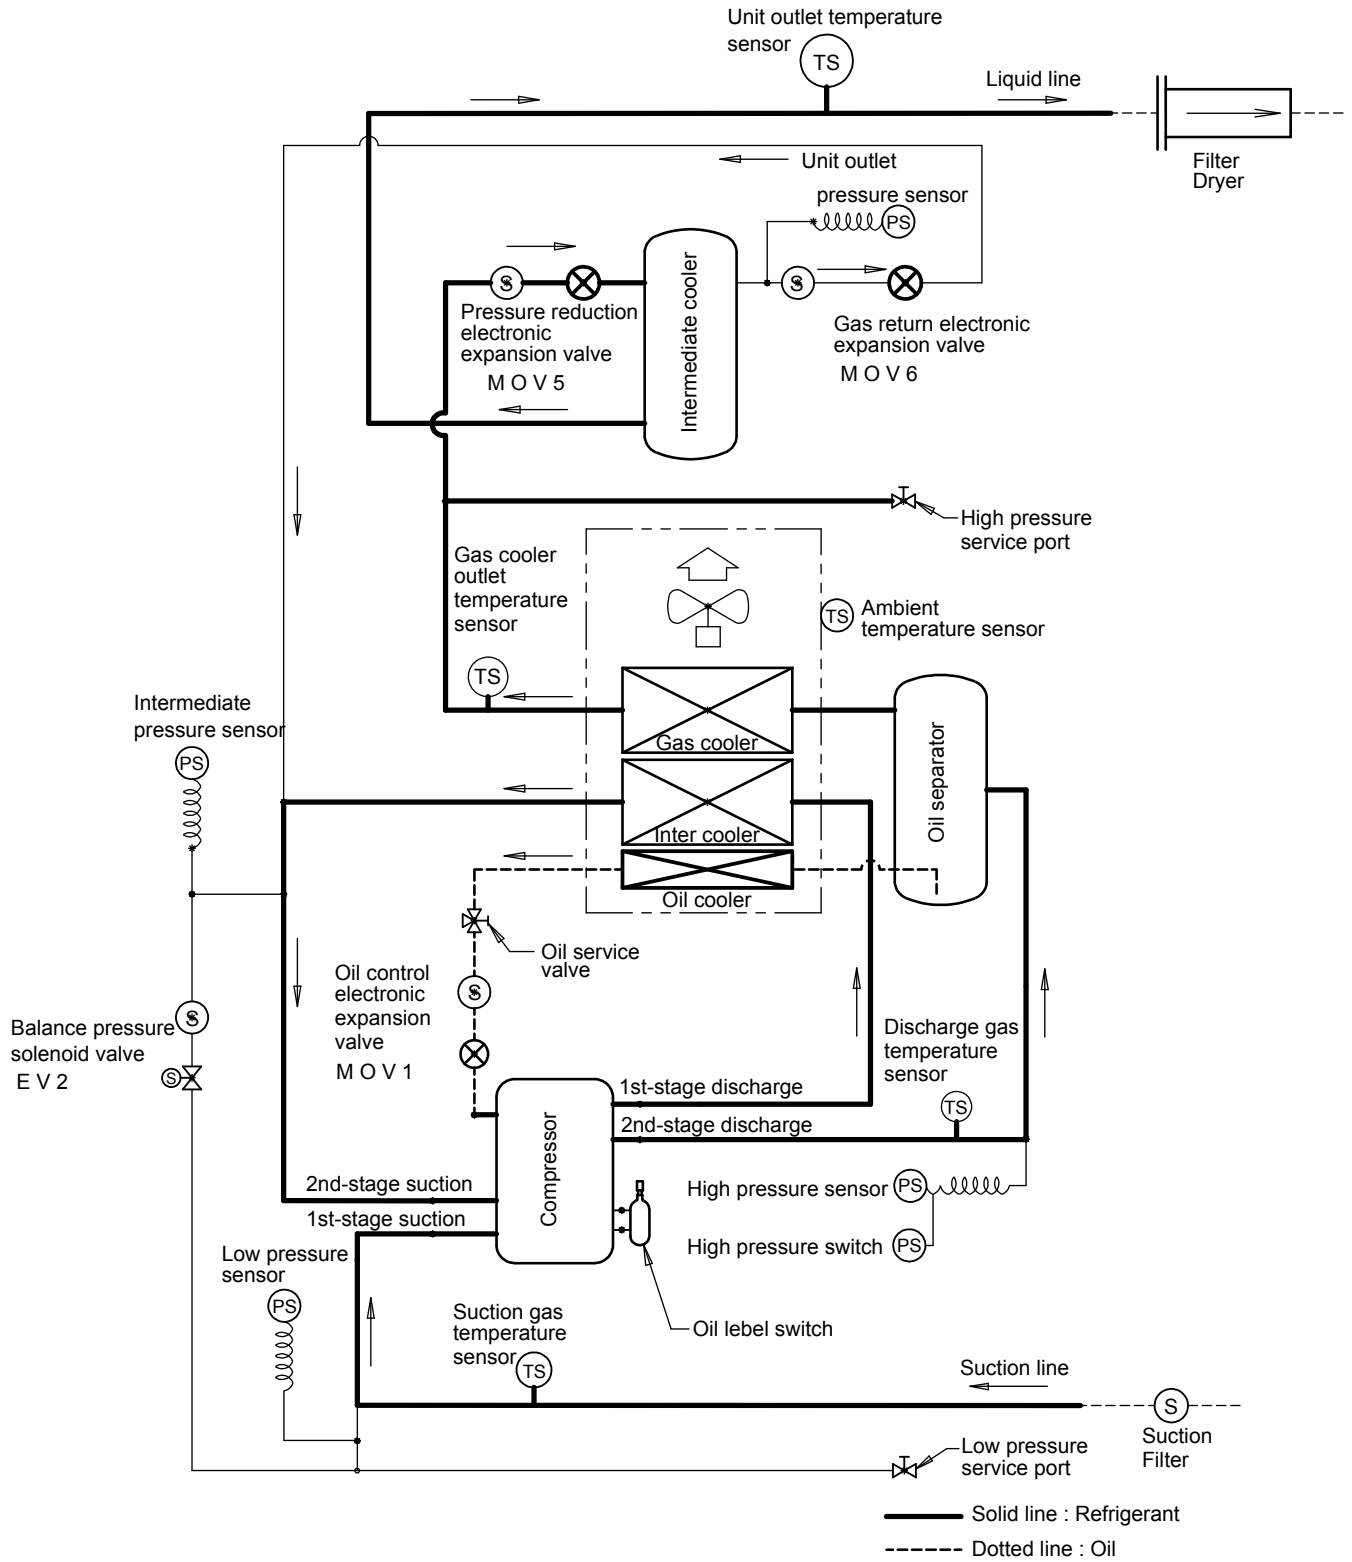 Unit outlet temperature
sensor
TS
Liquid line
Filter
Dryer
Unit outlet
pressure sensor
PS
S
S
Pressure reduction
electronic
expansion valve
M O V 5
Intermediate cooler
Gas return electronic
expansion valve
M O V 6
High pressure
service port
Gas cooler
outlet
temperature
sensor
TS
TS
Ambient
temperature sensor
Intermediate
pressure sensor
PS
Gas cooler
Inter cooler
Oil cooler
Oil separator
Oil service
valve
Oil control
electronic
expansion
valve
M O V 1
S
Balance pressure
solenoid valve
E V 2
S
S
Discharge gas
temperature
sensor
TS
1st-stage discharge
2nd-stage discharge
Compressor
2nd-stage suction
1st-stage suction
High pressure sensor
PS
High pressure switch
PS
Low pressure
sensor
PS
Oil lebel switch
Suction gas
temperature
sensor
TS
Suction line
S
Suction
Filter
Low pressure
service port
Solid line : Refrigerant
Dotted line : Oil